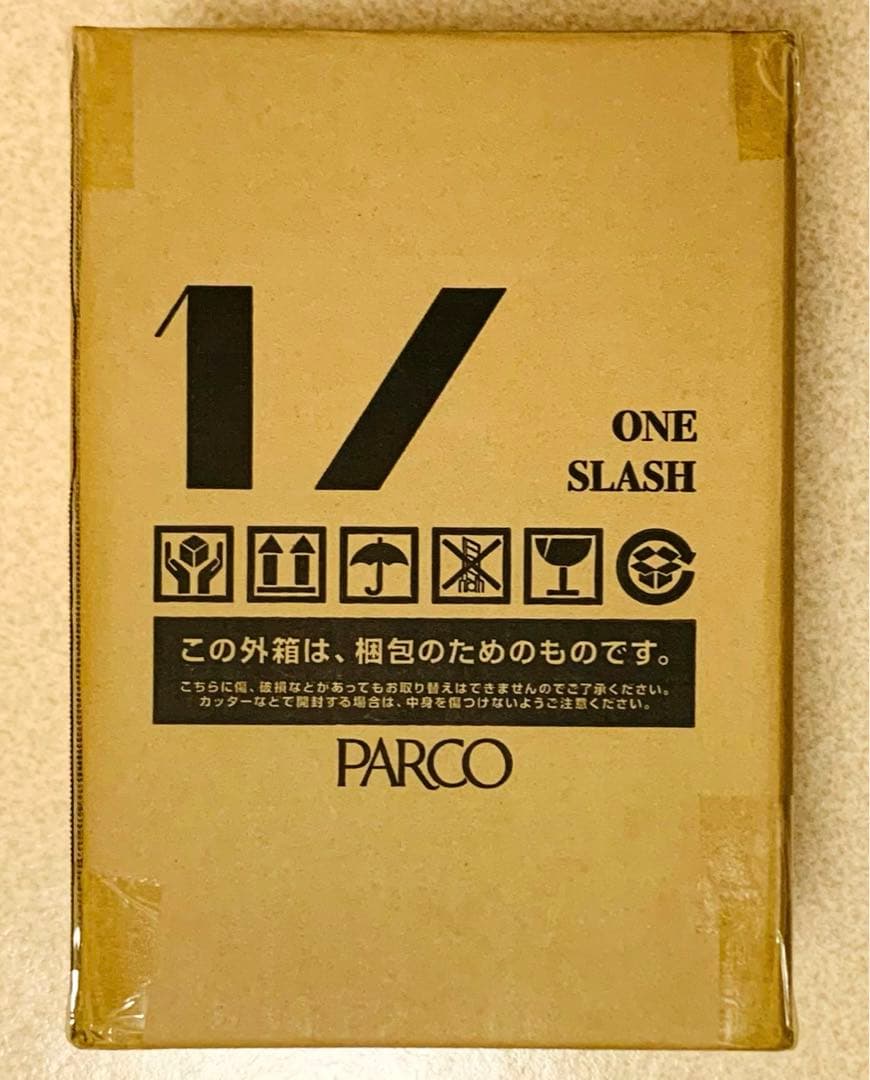 1/
ONE
SLASH
この外箱は、梱包のためのものです。
こちらに傷、破損などがあってもお取り替えはできませんのでご了承ください。
カッターなどで開封する場合は、中身を傷つけないようご注意ください。
PARCO